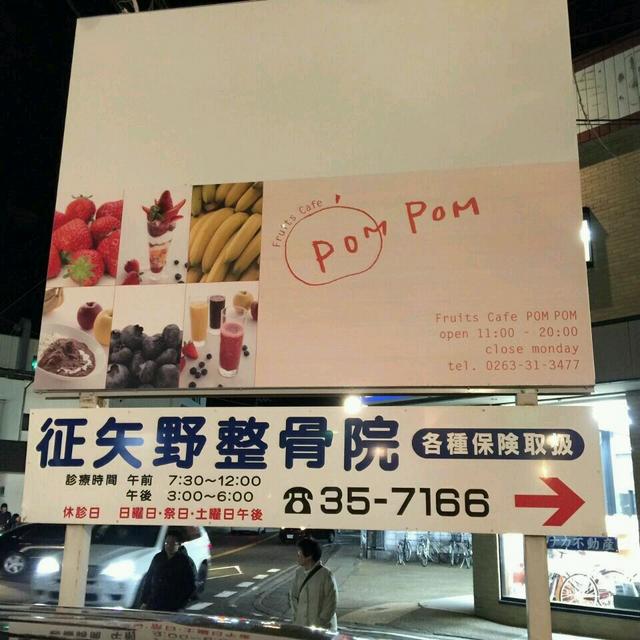 Fruits Cafe
POM POM
Fruits Cafe POM POM
open 11:00 - 20:00
close monday
tel. 0263-31-3477
征矢野整骨院
各種保険取扱
診療時間 午前 7:30〜12:00
午後 3:00〜6:00
休診日 日曜日・祭日・土曜日午後
☎35-7166
不動産